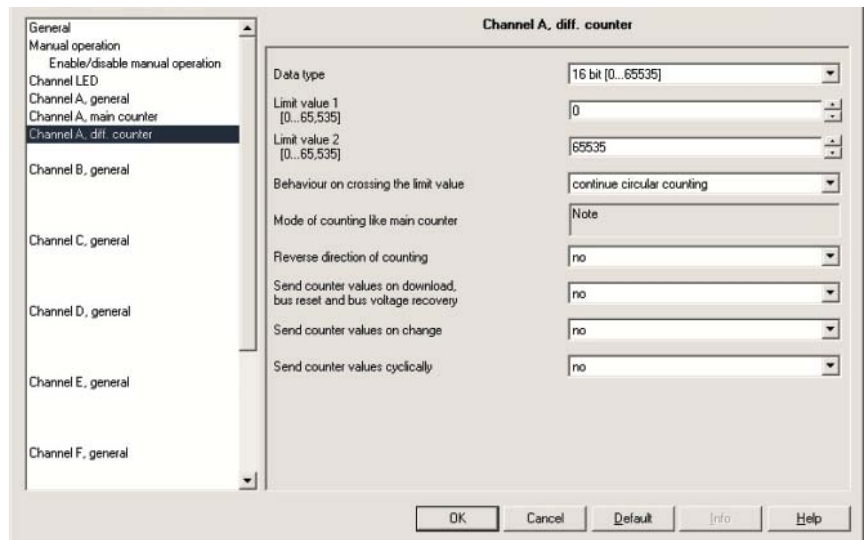 General
Manual operation
Enable/disable manual operation
Channel LED
Channel A, general
Channel A, main counter
Channel A, diff. counter
Channel B, general
Channel C, general
Channel D, general
Channel E, general
Channel F, general
Channel A, diff. counter
Data type
16 bit [0...65535]
Limit value 1
[0...65,535]
0
Limit value 2
[0...65,535]
65535
Behaviour on crossing the limit value
continue circular counting
Mode of counting like main counter
Note
Reverse direction of counting
no
Send counter values on download,
bus reset and bus voltage recovery
no
Send counter values on change
no
Send counter values cyclically
no
OK
Cancel
Default
Info
Help